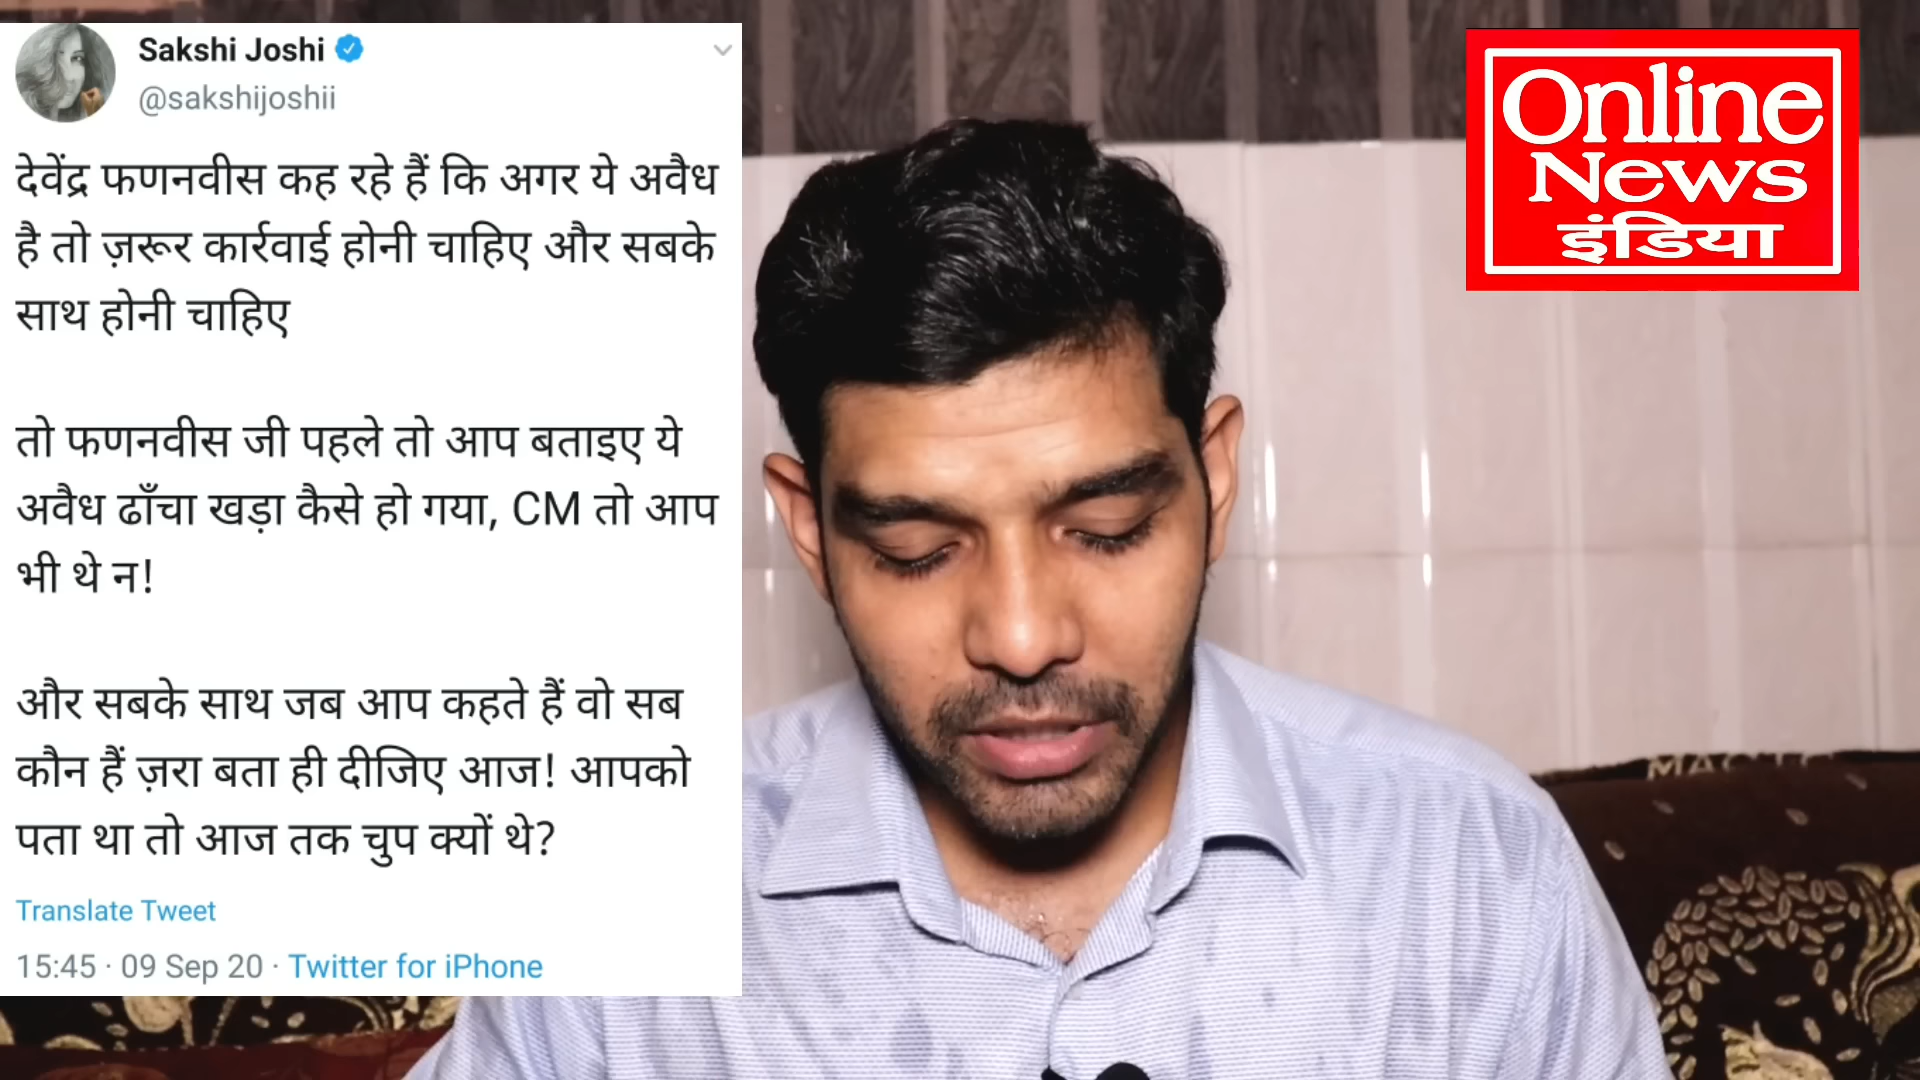 Sakshi Joshi
@sakshijoshii
देवेंद्र फणनवीस कह रहे हैं कि अगर ये अवैध
है तो ज़रूर कार्रवाई होनी चाहिए और सबके
साथ होनी चाहिए
तो फणनवीस जी पहले तो आप बताइए ये
अवैध ढाँचा खड़ा कैसे हो गया, CM तो आप
भी थे न!
और सबके साथ जब आप कहते हैं वो सब
कौन हैं ज़रा बता ही दीजिए आज! आपको
पता था तो आज तक चुप क्यों थे?
Translate Tweet
15:45 · 09 Sep 20 · Twitter for iPhone
Online
News
इंडिया